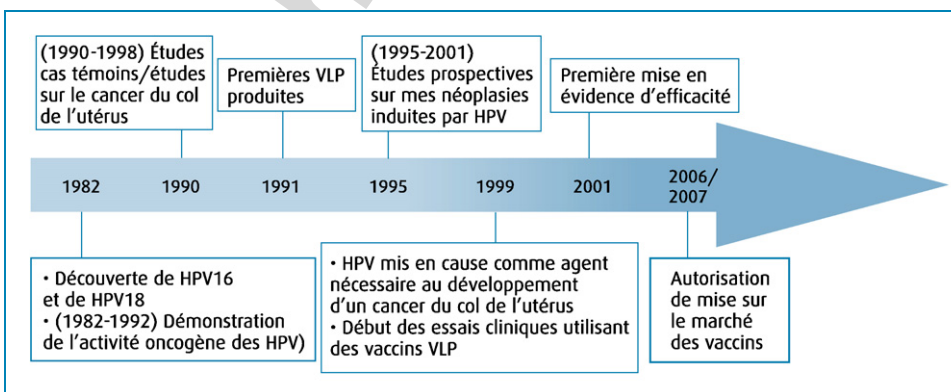 (1990-1998) Études
cas témoins/études
sur le cancer du col
de l'utérus
Premières VLP
produites
(1995-2001)
Études prospectives
sur mes néoplasies
induites par HPV
Première mise en
évidence d'efficacité
1982
1990
1991
1995
1999
2001
2006/
2007
• Découverte de HPV16
et de HPV18
• (1982-1992) Démonstration
de l'activité oncogène des HPV)
• HPV mis en cause comme agent
nécessaire au développement
d'un cancer du col de l'utérus
• Début des essais cliniques utilisant
des vaccins VLP
Autorisation
de mise sur
le marché
des vaccins